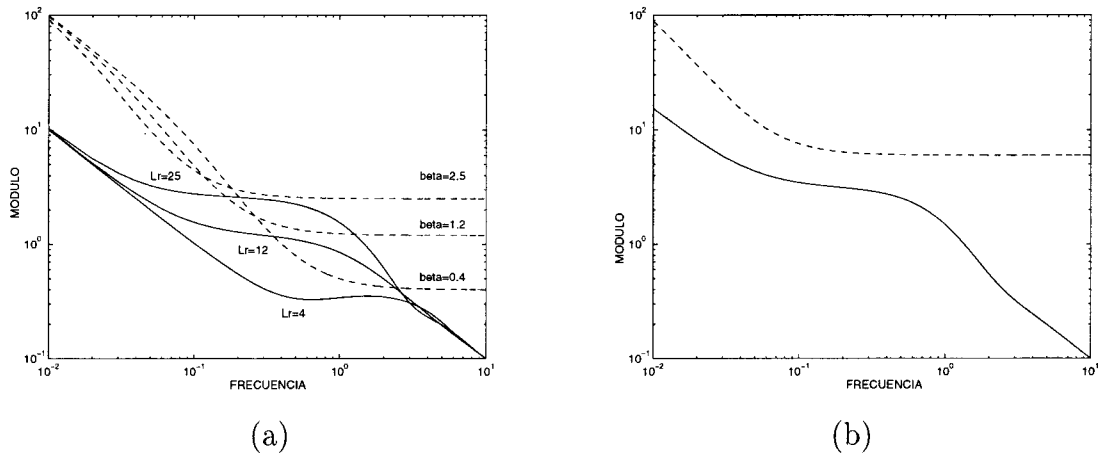 10²
10¹
10⁰
10⁻¹
MODULO
Lr=25
Lr=12
Lr=4
beta=2.5
beta=1.2
beta=0.4
10⁻²
10⁻¹
10⁰
10¹
FRECUENCIA
(a)
10²
10¹
10⁰
10⁻¹
MODULO
10⁻²
10⁻¹
10⁰
10¹
FRECUENCIA
(b)